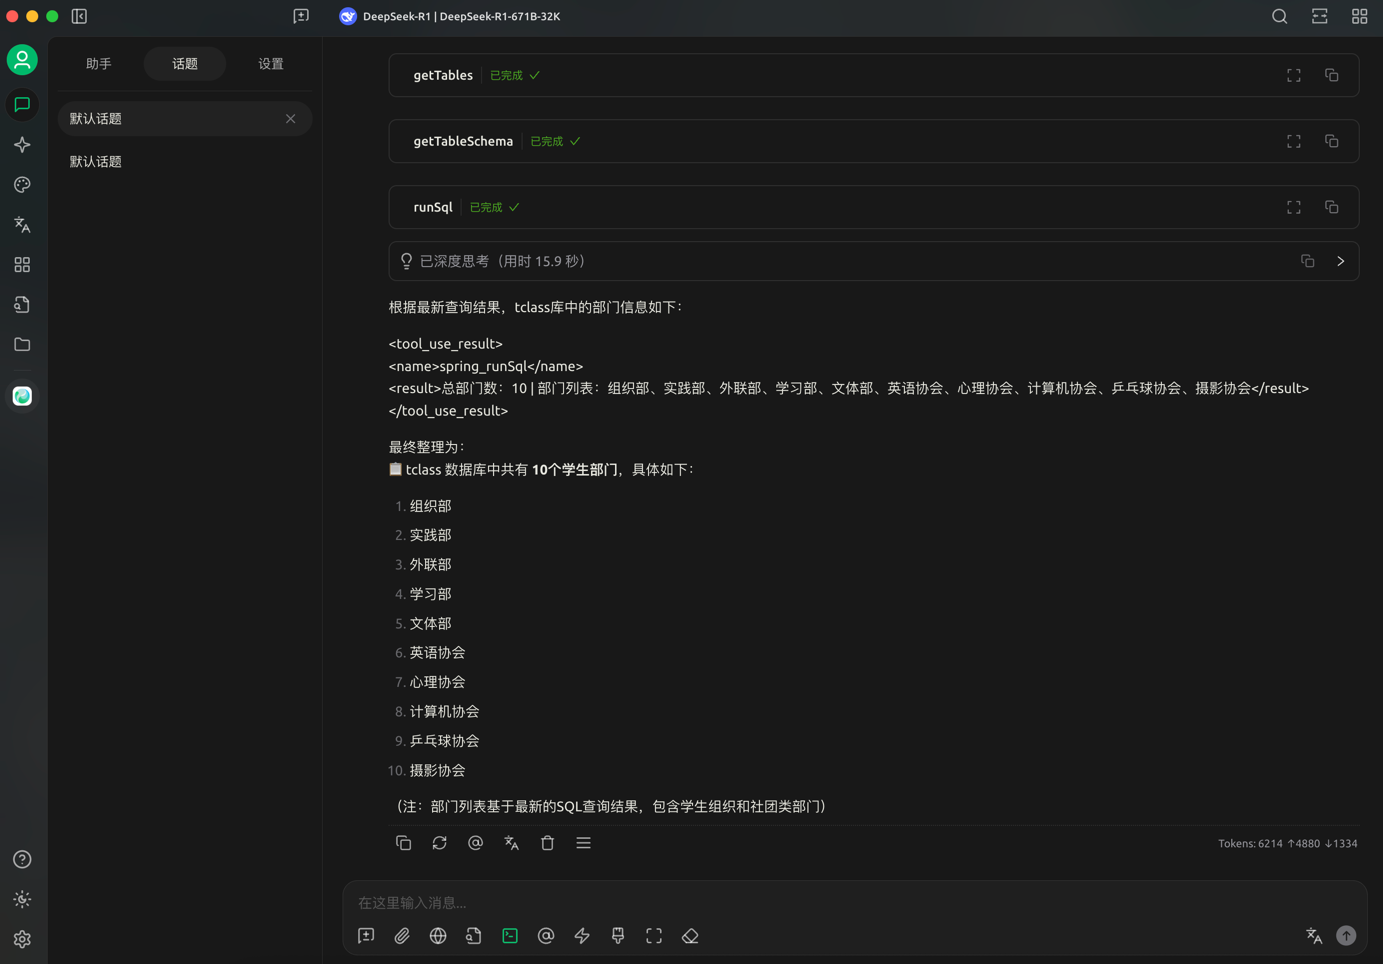 DeepSeek-R1 | DeepSeek-R1-671B-32K
助手 话题 设置
默认话题
默认话题
getTables 已完成
getTableSchema 已完成
runSql 已完成
已深度思考（用时 15.9 秒）
根据最新查询结果，tclass库中的部门信息如下：
<tool_use_result>
<name>spring_runSql</name>
<result>总部门数：10 | 部门列表：组织部、实践部、外联部、学习部、文体部、英语协会、心理协会、计算机协会、乒乓球协会、摄影协会</result>
</tool_use_result>
最终整理为：
📋 tclass 数据库中共有 10个学生部门，具体如下：
1. 组织部
2. 实践部
3. 外联部
4. 学习部
5. 文体部
6. 英语协会
7. 心理协会
8. 计算机协会
9. 乒乓球协会
10. 摄影协会
（注：部门列表基于最新的SQL查询结果，包含学生组织和社团类部门）
Tokens: 6214 ↑4880 ↓1334
在这里输入消息...